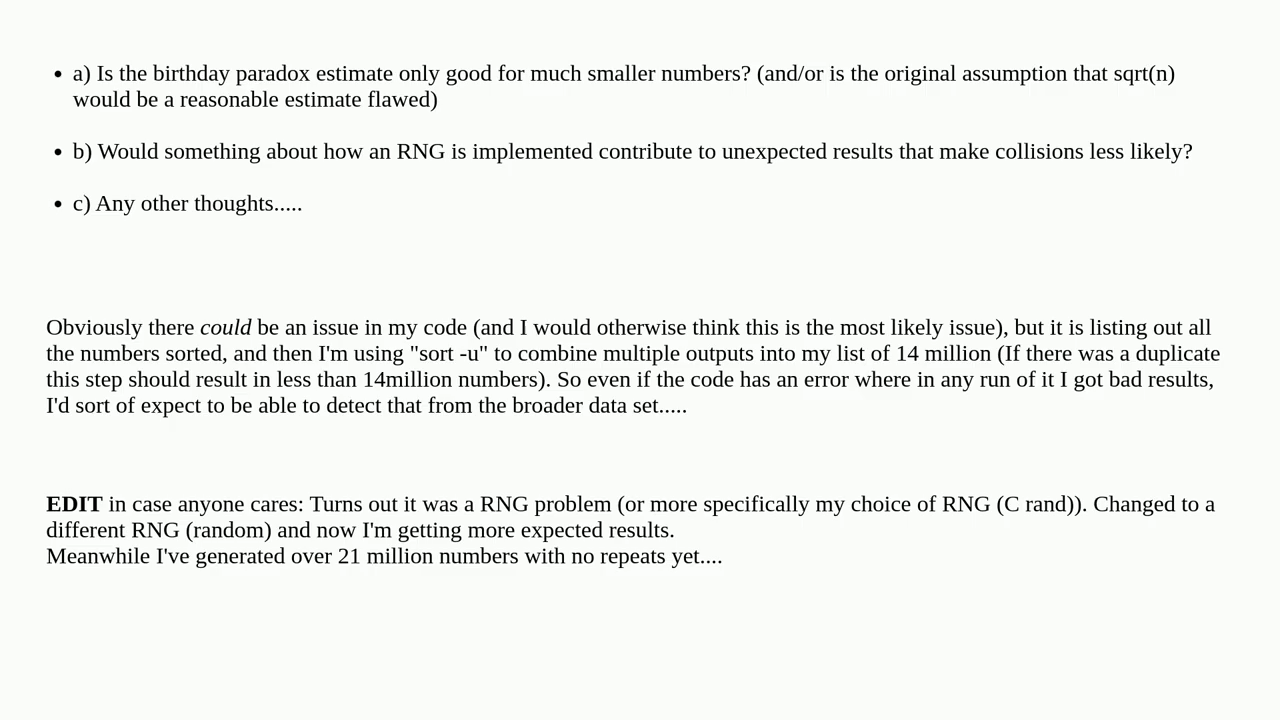 • a) Is the birthday paradox estimate only good for much smaller numbers? (and/or is the original assumption that sqrt(n)
would be a reasonable estimate flawed)
• b) Would something about how an RNG is implemented contribute to unexpected results that make collisions less likely?
• c) Any other thoughts.....
Obviously there could be an issue in my code (and I would otherwise think this is the most likely issue), but it is listing out all
the numbers sorted, and then I'm using "sort -u" to combine multiple outputs into my list of 14 million (If there was a duplicate
this step should result in less than 14million numbers). So even if the code has an error where in any run of it I got bad results,
I'd sort of expect to be able to detect that from the broader data set.....
EDIT in case anyone cares: Turns out it was a RNG problem (or more specifically my choice of RNG (C rand)). Changed to a
different RNG (random) and now I'm getting more expected results.
Meanwhile I've generated over 21 million numbers with no repeats yet....